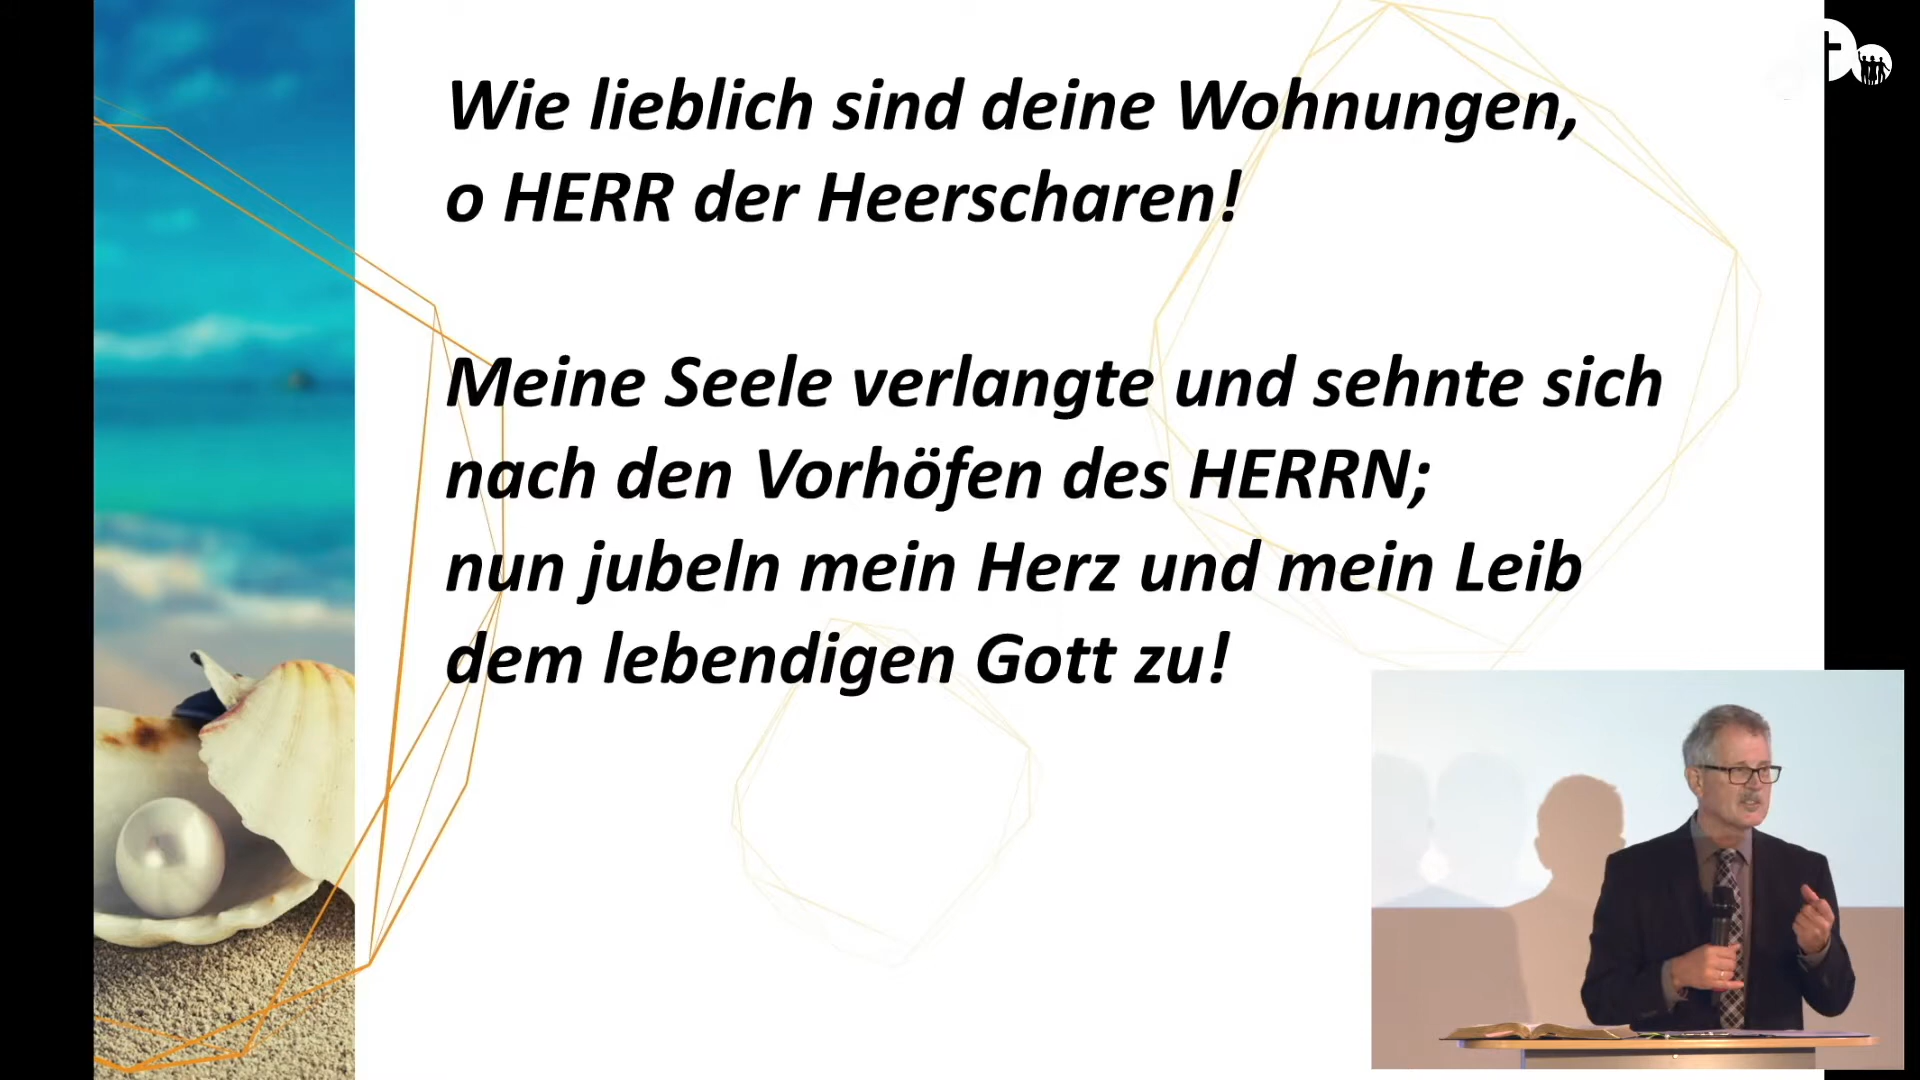 Wie lieblich sind deine Wohnungen,
o HERR der Heerscharen!
Meine Seele verlangte und sehnte sich
nach den Vorhöfen des HERRN;
nun jubeln mein Herz und mein Leib
dem lebendigen Gott zu!